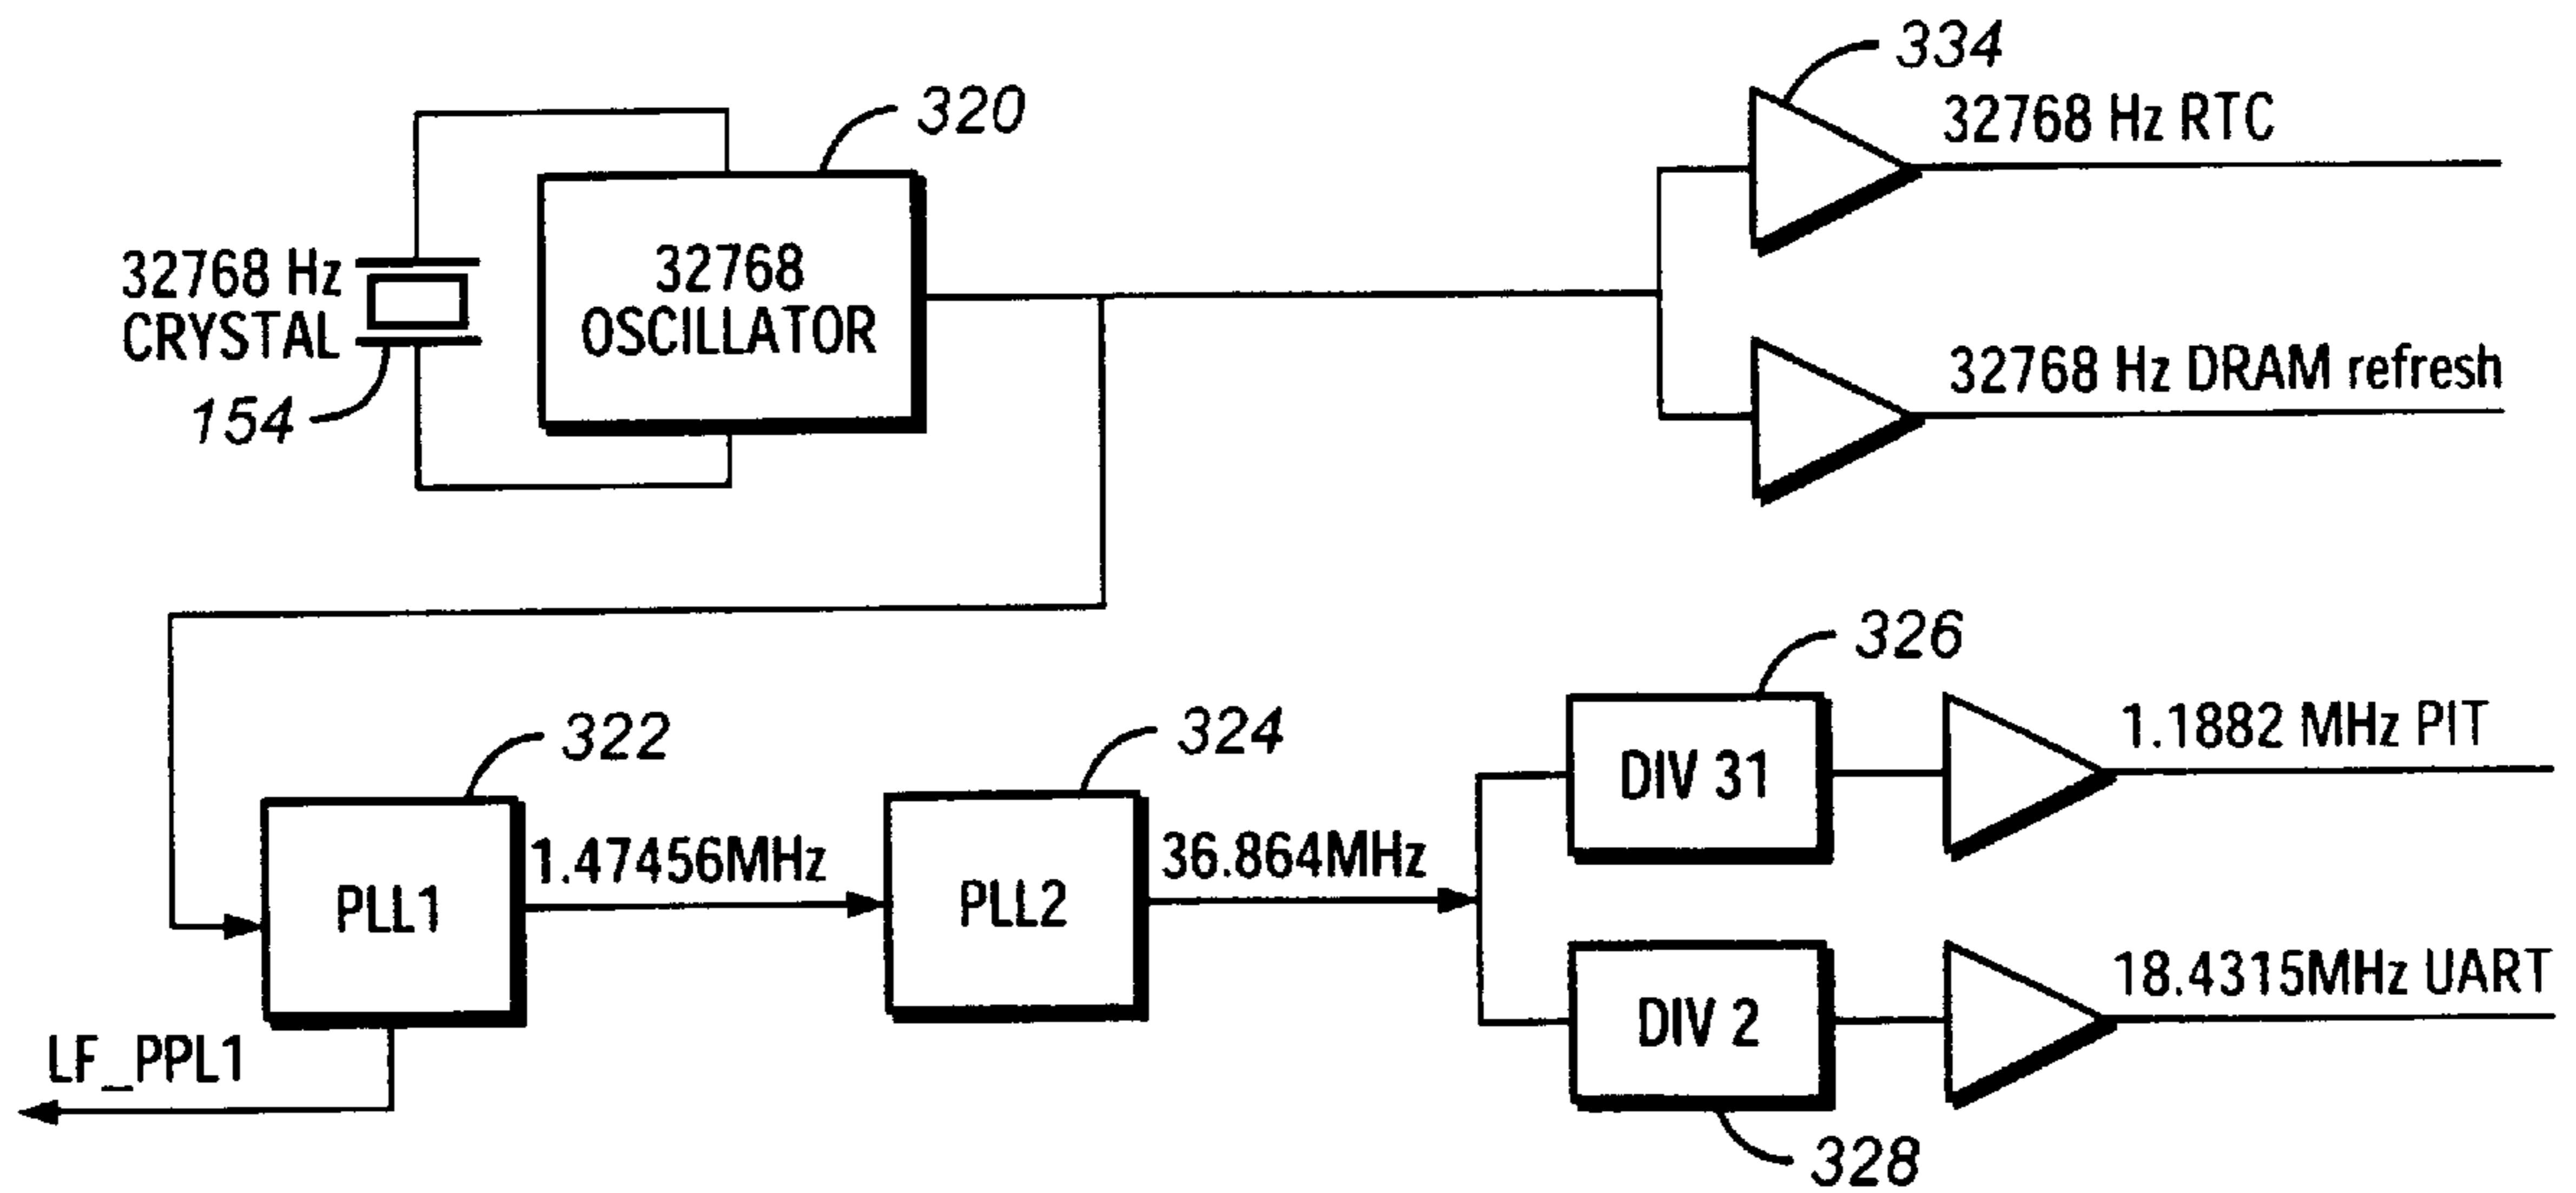 334
32768 Hz RTC
320
32768 Hz
CRYSTAL
32768
OSCILLATOR
154
32768 Hz DRAM refresh
326
322
324
1.1882 MHz PIT
DIV 31
1.47456MHz
36.864MHz
PLL1
PLL2
18.4315MHz UART
DIV 2
LF_PPL1
328